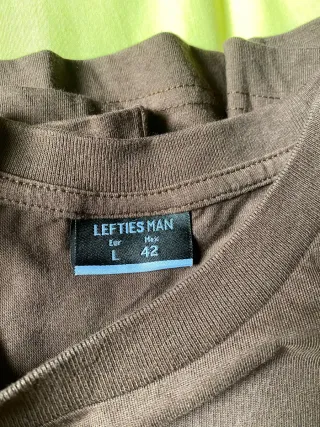 LEFTIES MAN
Eur Mex
L 42